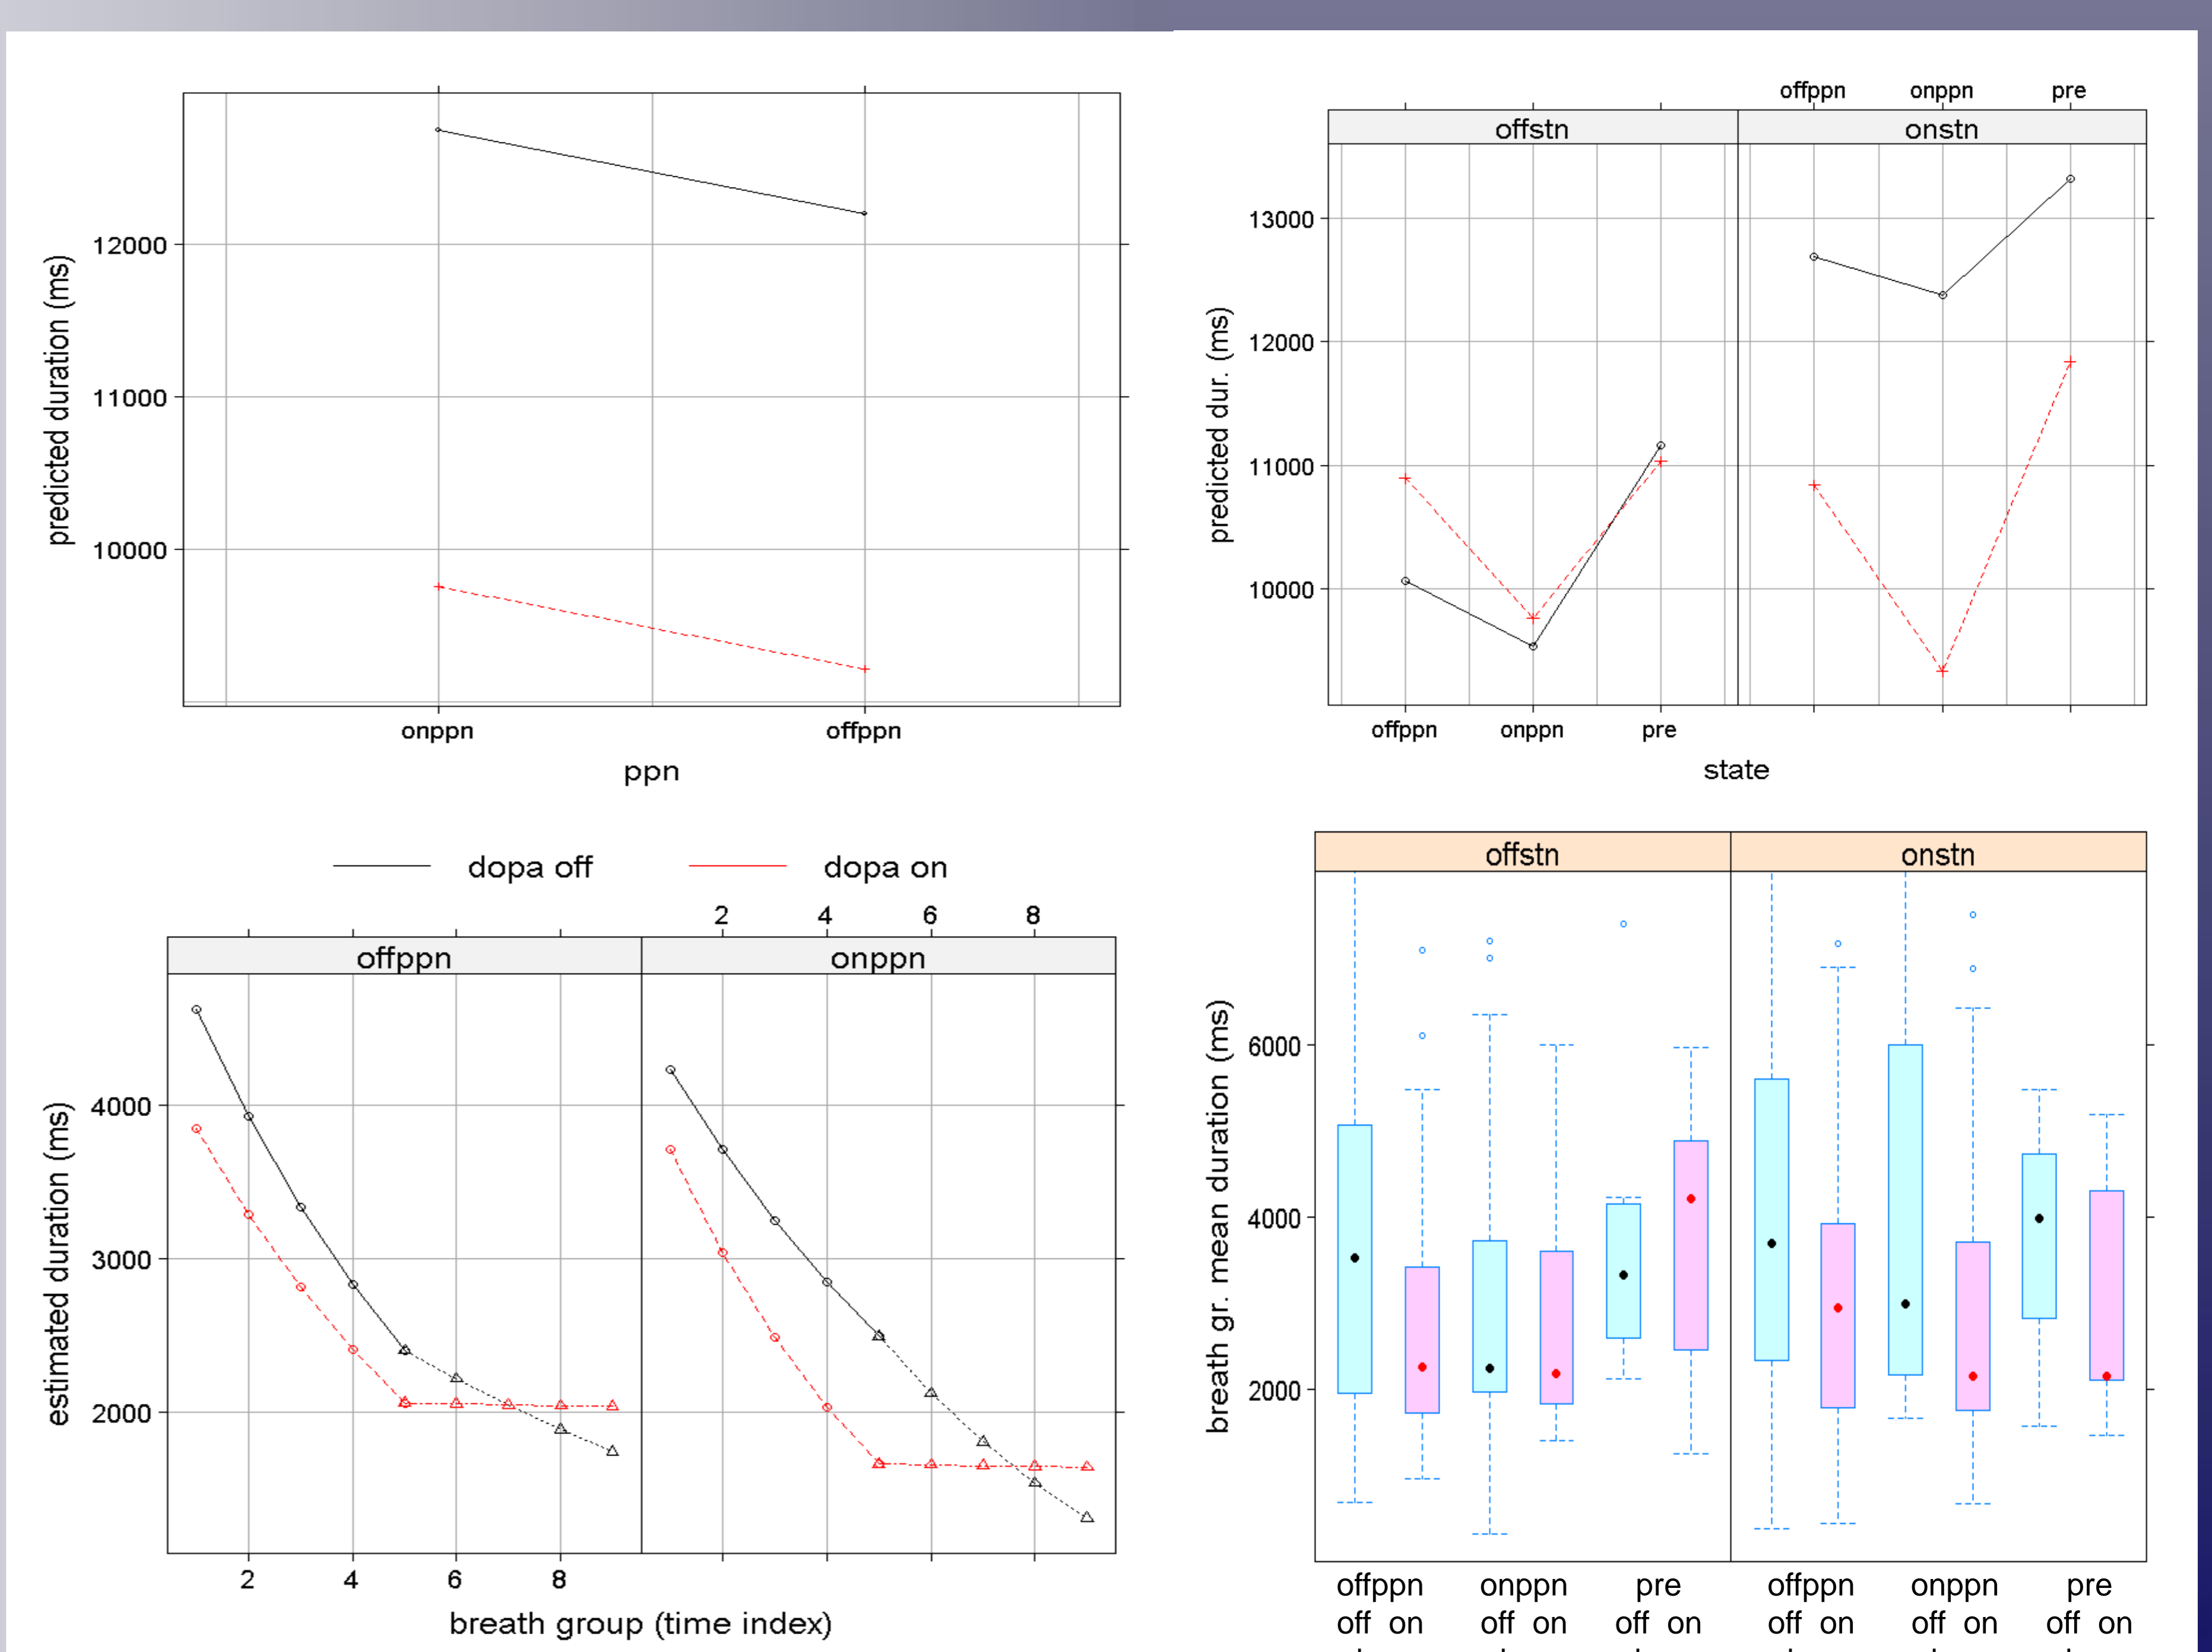 predicted duration (ms)
12000
11000
10000
onppn offppn
ppn
offppn onppn pre
offstn onstn
predicted dur. (ms)
13000
12000
11000
10000
offppn onppn pre
state
dopa off dopa on
2 4 6 8
offppn onppn
estimated duration (ms)
4000
3000
2000
2 4 6 8
breath group (time index)
offstn onstn
breath gr. mean duration (ms)
6000
4000
2000
offppn onppn pre offppn onppn pre
off on off on off on off on off on off on